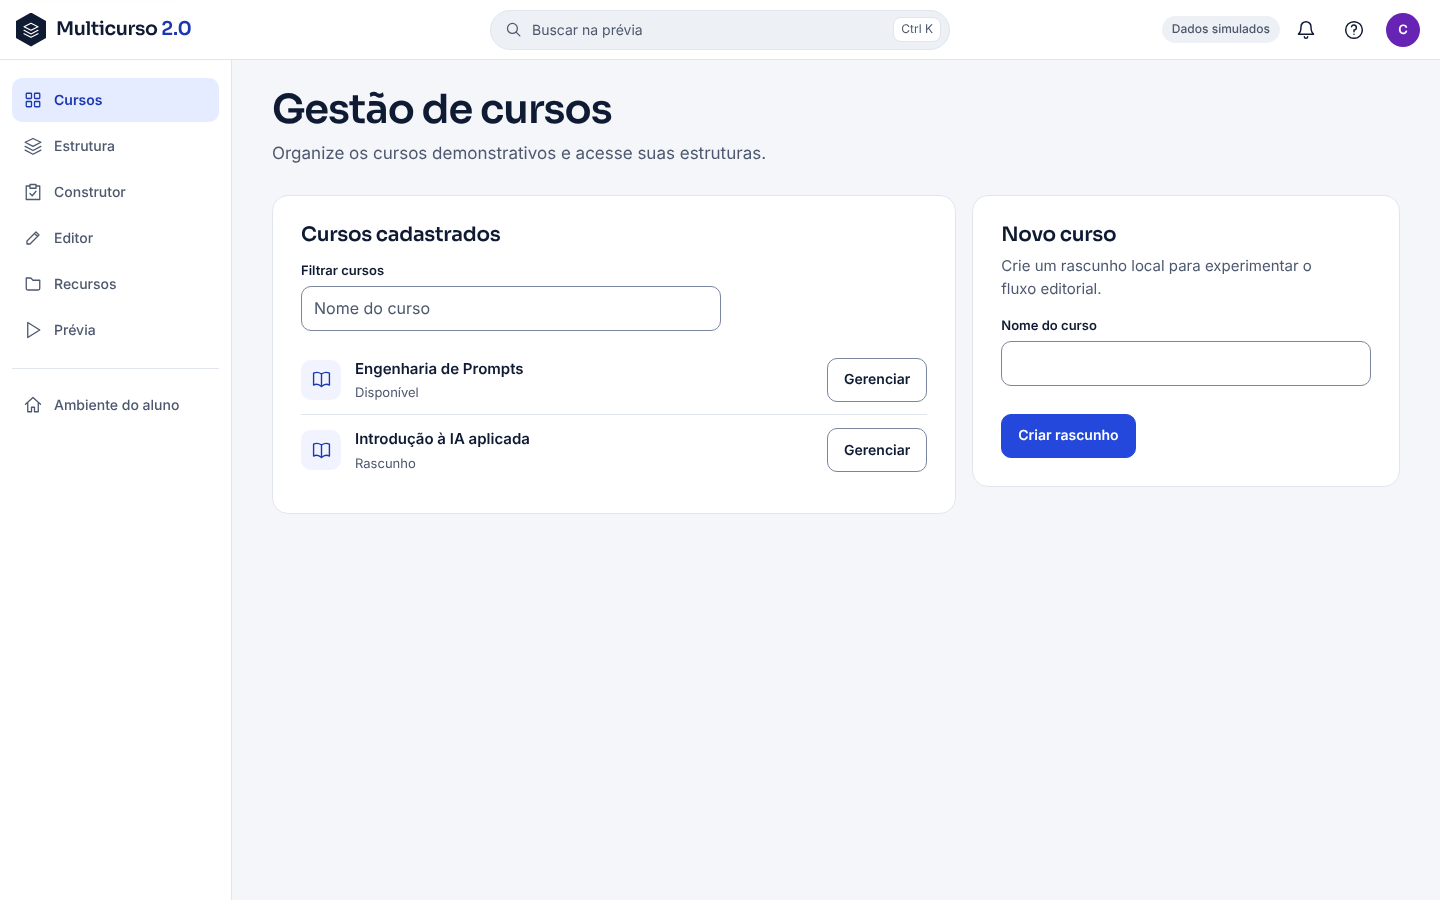 Multicurso 2.0
Buscar na prévia
Ctrl K
Dados simulados
C
Cursos
Estrutura
Construtor
Editor
Recursos
Prévia
Ambiente do aluno
Gestão de cursos
Organize os cursos demonstrativos e acesse suas estruturas.
Cursos cadastrados
Filtrar cursos
Nome do curso
Engenharia de Prompts
Disponível
Gerenciar
Introdução à IA aplicada
Rascunho
Gerenciar
Novo curso
Crie um rascunho local para experimentar o
fluxo editorial.
Nome do curso
Criar rascunho